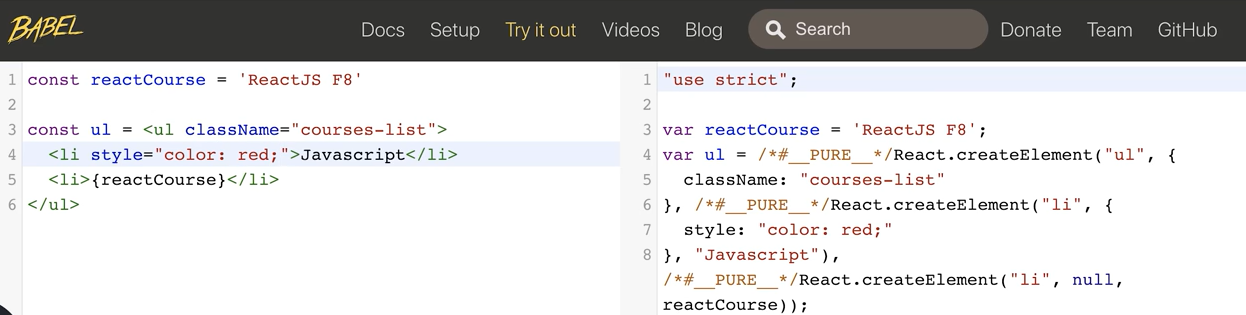 BABEL
Docs Setup Try it out Videos Blog Search Donate Team GitHub
1 const reactCourse = 'ReactJS F8'
2
3 const ul = <ul className="courses-list">
4   <li style="color: red;">Javascript</li>
5   <li>{reactCourse}</li>
6 </ul>
1 "use strict";
2
3 var reactCourse = 'ReactJS F8';
4 var ul = /*#__PURE__*/React.createElement("ul", {
5   className: "courses-list"
6 }, /*#__PURE__*/React.createElement("li", {
7   style: "color: red;"
8 }, "Javascript"),
/*#__PURE__*/React.createElement("li", null,
reactCourse));